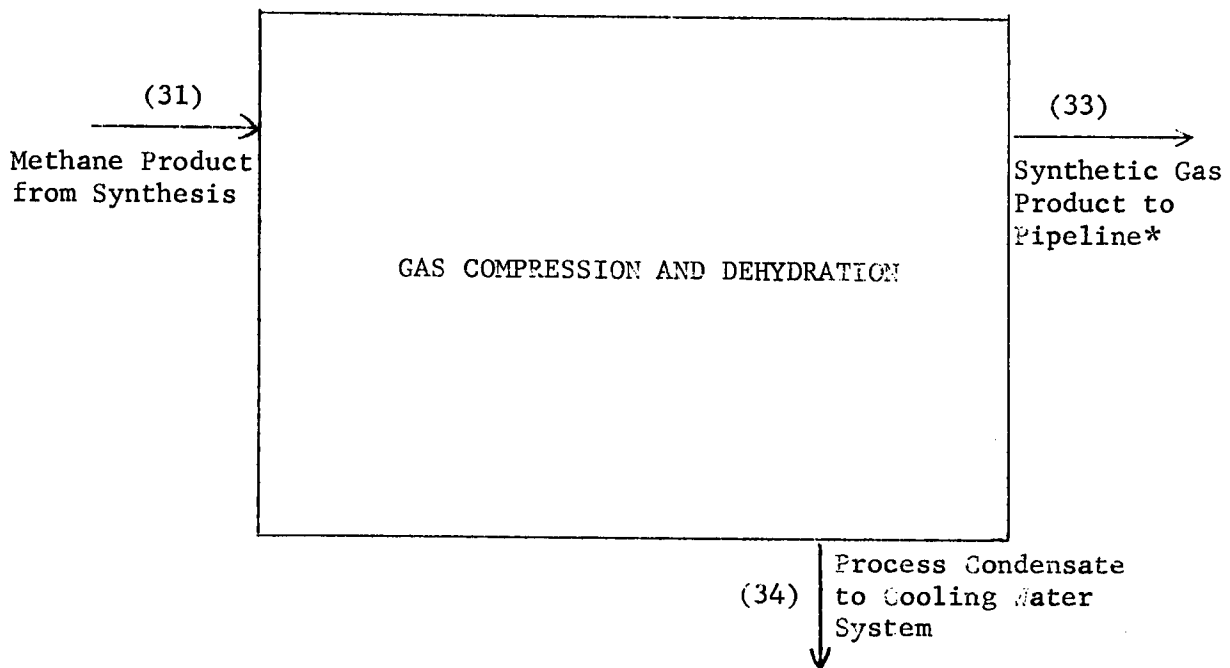 (31)
Methane Product
from Synthesis
GAS COMPRESSION AND DEHYDRATION
(33)
Synthetic Gas
Product to
Pipeline*
(34)
Process Condensate
to Cooling Water
System